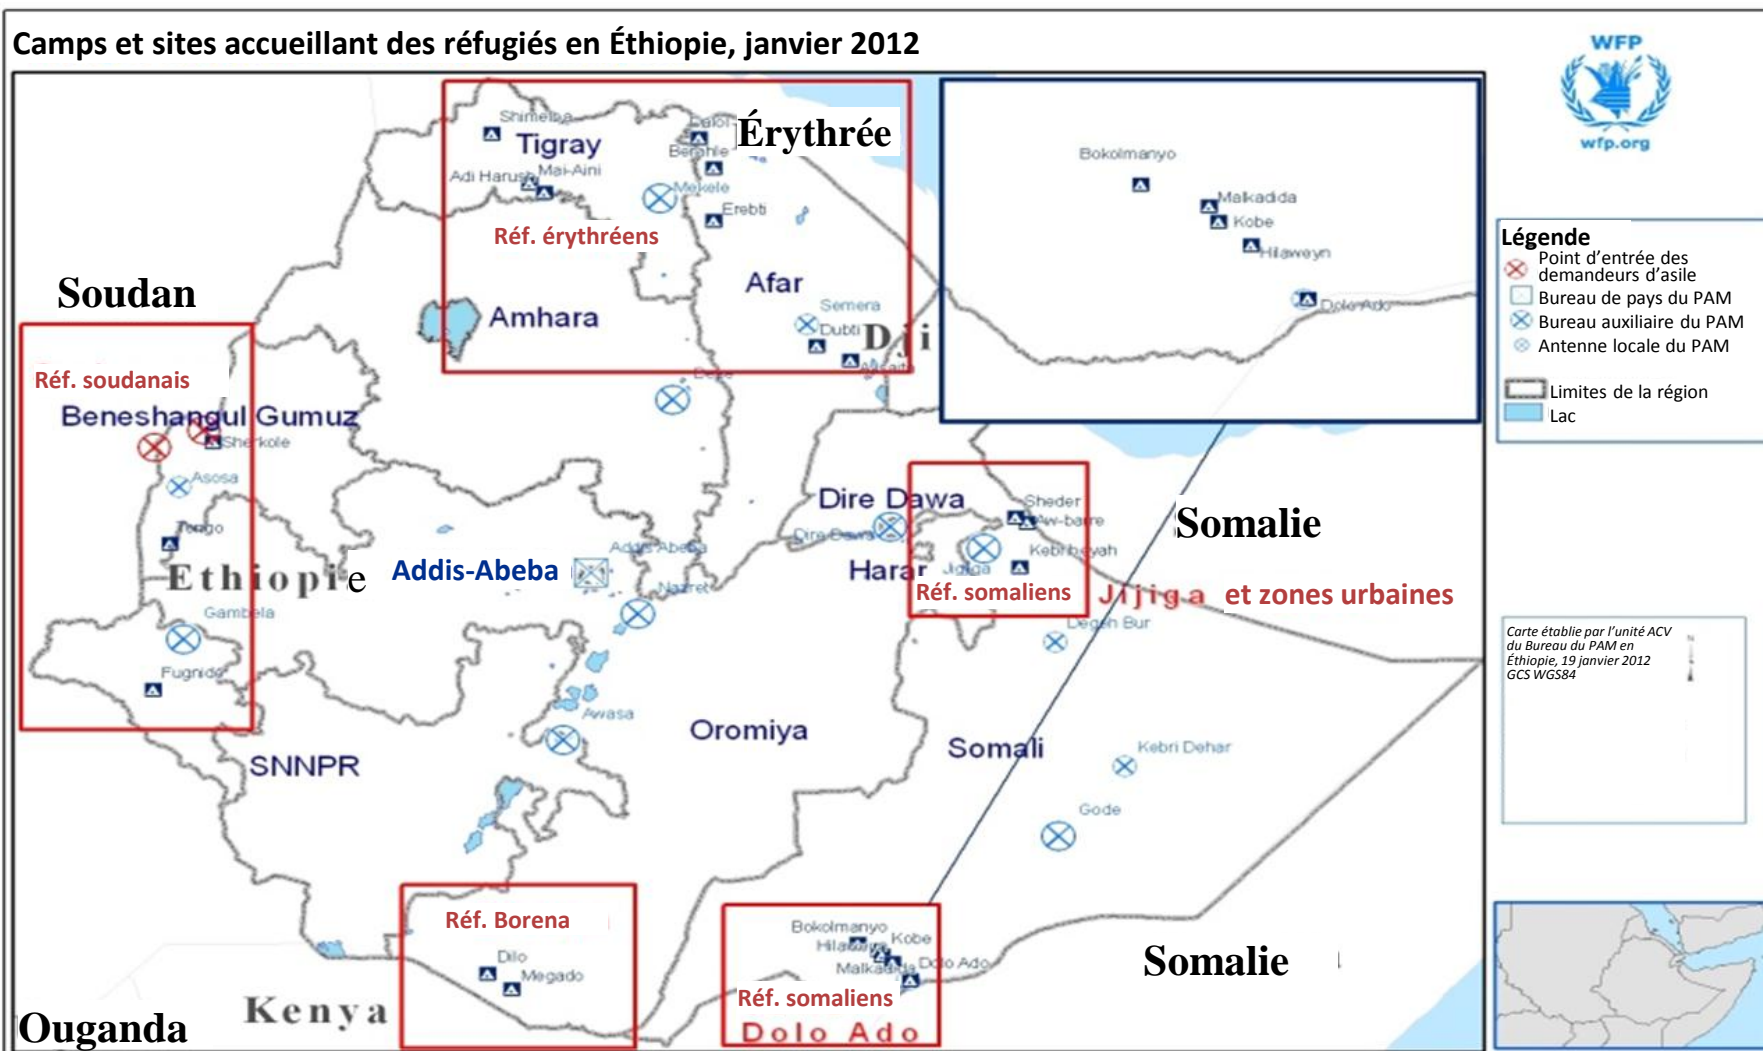 Camps et sites accueillant des réfugiés en Éthiopie, janvier 2012
WFP
wfp.org
Shimelba
Tigray
Érythrée
Berahle
Adi Harush
Mai-Aini
Mekele
Erebti
Réf. érythréens
Afar
Semera
Dubti
Amhara
Dji
Soudan
Bokolmanyo
Malkadida
Kobe
Hilaweyn
Dolo Ado
Légende
Point d'entrée des
demandeurs d'asile
Bureau de pays du PAM
Bureau auxiliaire du PAM
Antenne locale du PAM
Limites de la région
Lac
Réf. soudanais
Beneshangul Gumuz
Sherkole
Asosa
Tongo
Ethiopie
Addis-Abeba
Addis Abeba
Nazret
Gambela
Fugnido
Dire Dawa
Dire Dawa
Harar
Sheder
Aw-barre
Kebribeyah
Jigjiga
Réf. somaliens
Somalie
Jijiga et zones urbaines
Degeh Bur
Carte établie par l'unité ACV
du Bureau du PAM en
Éthiopie, 19 janvier 2012
GCS WGS84
Awasa
Oromiya
Somali
Kebri Dehar
Gode
SNNPR
Réf. Borena
Dilo
Megado
Bokolmanyo
Kobe
Malkadida
Dolo Ado
Réf. somaliens
Dolo Ado
Somalie
Kenya
Ouganda